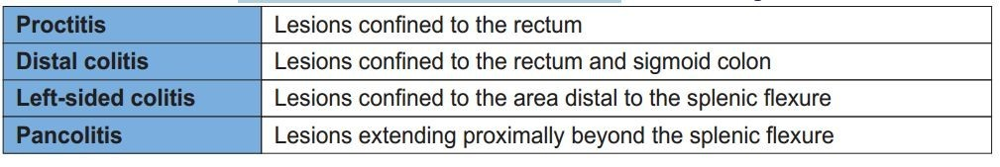 Proctitis Lesions confined to the rectum
Distal colitis Lesions confined to the rectum and sigmoid colon
Left-sided colitis Lesions confined to the area distal to the splenic flexure
Pancolitis Lesions extending proximally beyond the splenic flexure